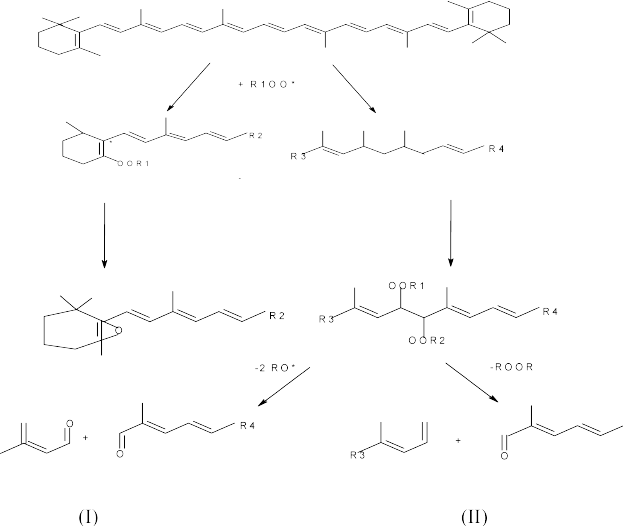 + R1OO*
R2
OOR1
R3
R4
-
O
R2
OOR1
R3
R4
OOR2
-2 RO*
-ROOR
O
+
O
R4
R3
+
O
(I)
(II)